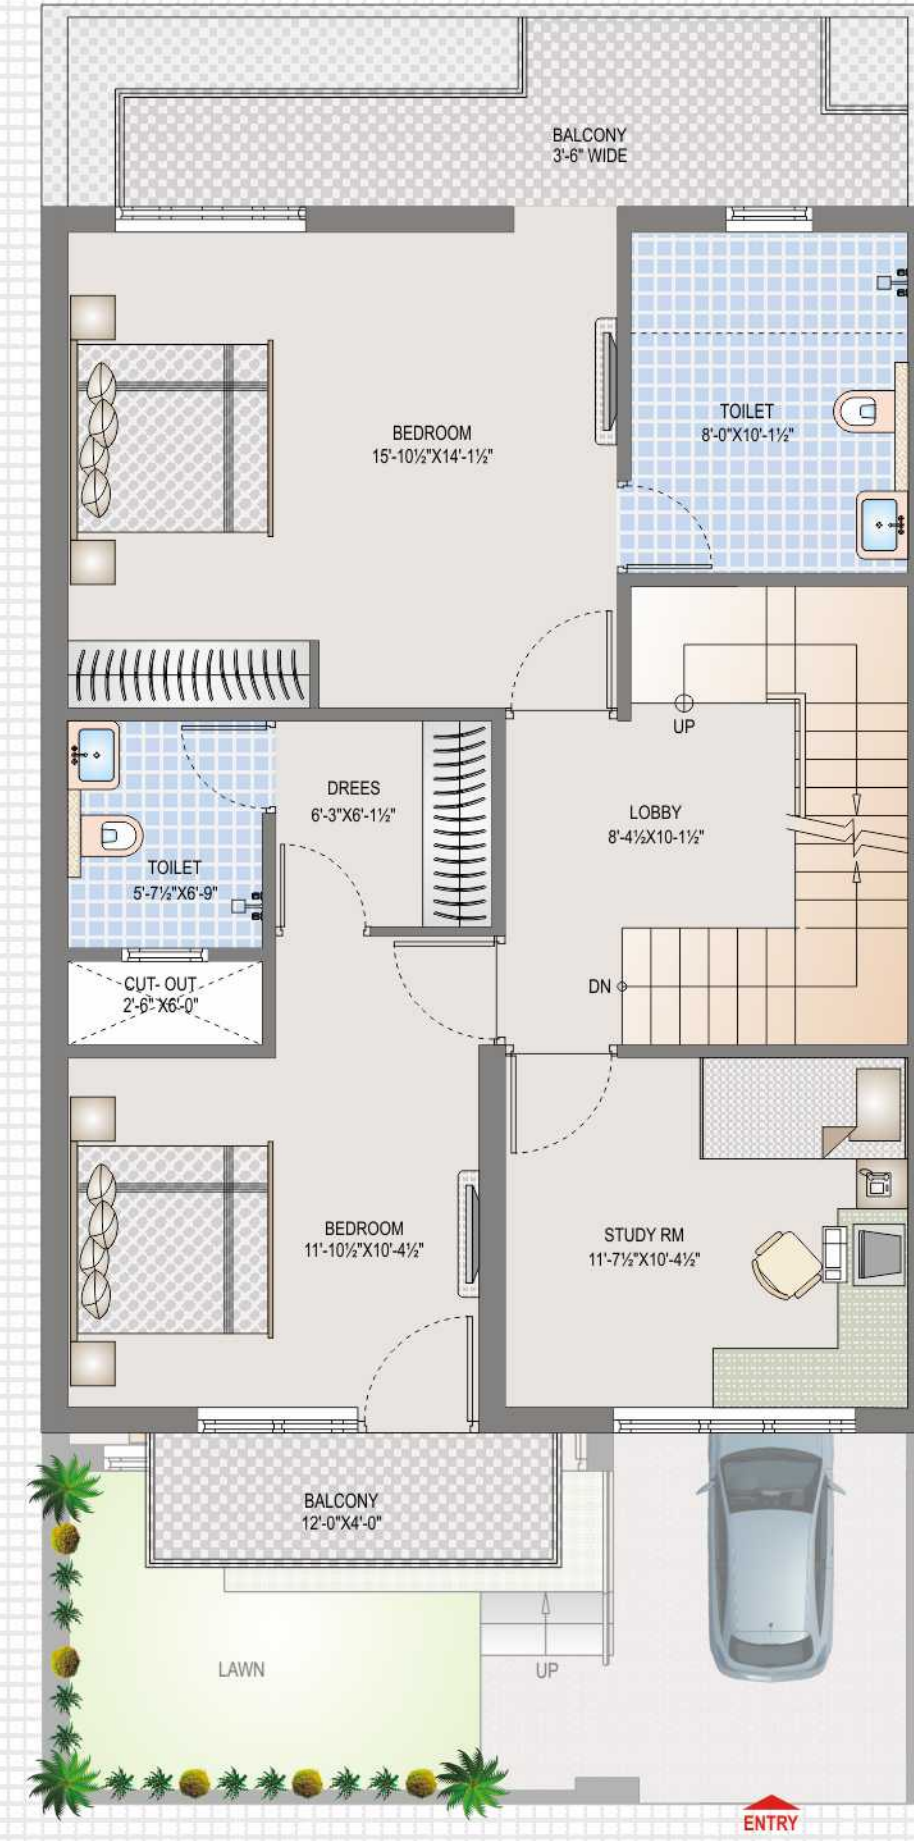 BALCONY
3'-6" WIDE
BEDROOM
15'-10½"X14'-1½"
TOILET
8'-0"X10'-1½"
UP
DREES
6'-3"X6'-1½"
LOBBY
8'-4½X10-1½"
TOILET
5'-7½"X6'-9"
CUT- OUT
2'-6" X6'-0"
DN
BEDROOM
11'-10½"X10'-4½"
STUDY RM
11'-7½"X10'-4½"
BALCONY
12'-0"X4'-0"
LAWN
UP
ENTRY